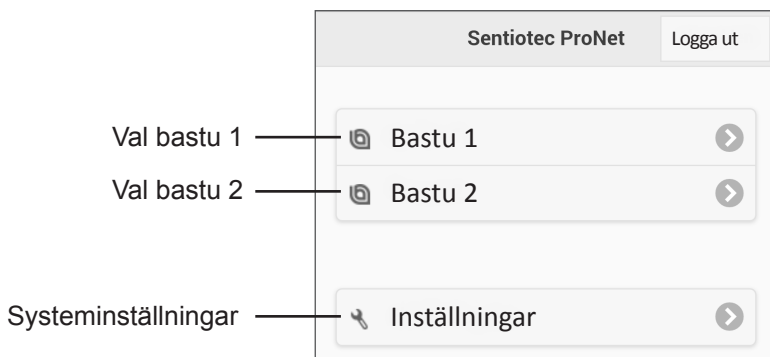 Sentiotec ProNet
Logga ut
Val bastu 1
Bastu 1
Val bastu 2
Bastu 2
Systeminställningar
Inställningar